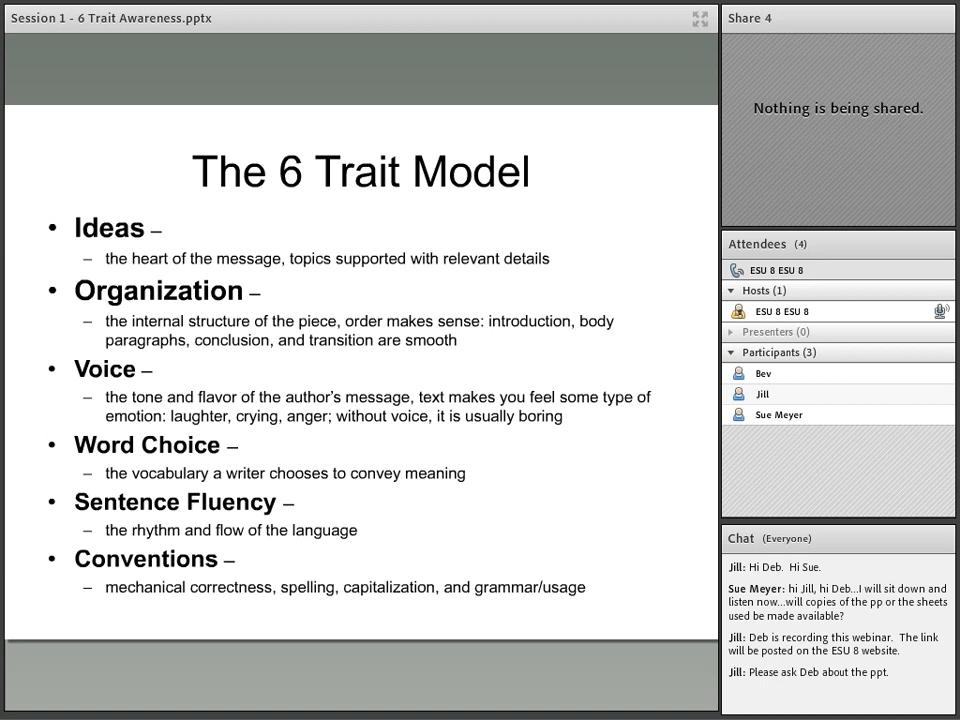 Session 1 - 6 Trait Awareness.pptx
The 6 Trait Model
• Ideas –
– the heart of the message, topics supported with relevant details
• Organization –
– the internal structure of the piece, order makes sense: introduction, body
paragraphs, conclusion, and transition are smooth
• Voice –
– the tone and flavor of the author’s message, text makes you feel some type of
emotion: laughter, crying, anger; without voice, it is usually boring
• Word Choice –
– the vocabulary a writer chooses to convey meaning
• Sentence Fluency –
– the rhythm and flow of the language
• Conventions –
– mechanical correctness, spelling, capitalization, and grammar/usage
Share 4
Nothing is being shared.
Attendees (4)
ESU 8 ESU 8
Hosts (1)
ESU 8 ESU 8
Presenters (0)
Participants (3)
Bev
Jill
Sue Meyer
Chat (Everyone)
Jill: Hi Deb. Hi Sue.
Sue Meyer: hi Jill, hi Deb...I will sit down and
listen now...will copies of the pp or the sheets
used be made available?
Jill: Deb is recording this webinar. The link
will be posted on the ESU 8 website.
Jill: Please ask Deb about the ppt.